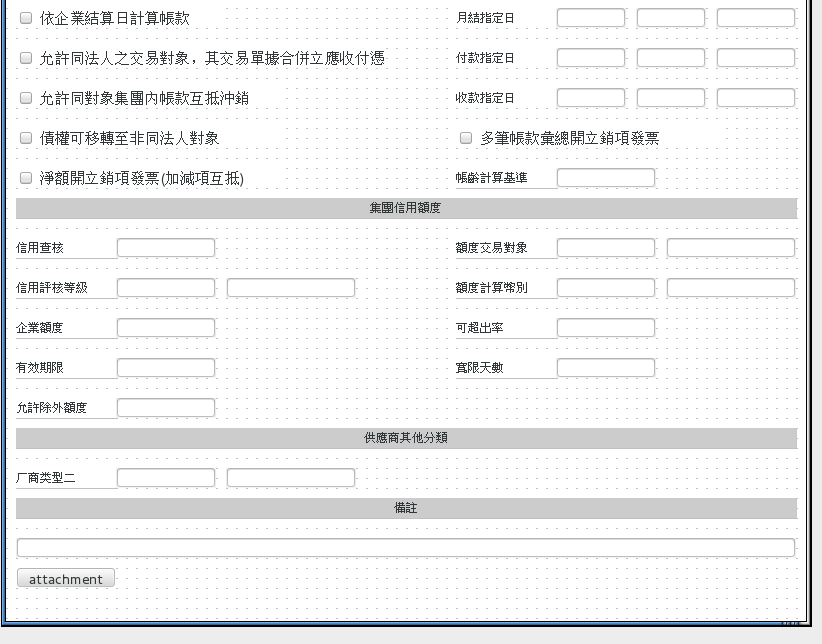 依企業結算日計算帳款 月結指定日
允許同法人之交易對象，其交易單據合併立應收付憑 付款指定日
允許同對象集團內帳款互抵沖銷 收款指定日
債權可移轉至非同法人對象 多筆帳款彙總開立銷項發票
淨額開立銷項發票(加減項互抵) 帳齡計算基準
集團信用額度
信用查核 額度交易對象
信用評核等級 額度計算幣別
企業額度 可超出率
有效期限 寬限天數
允許除外額度
供應商其他分類
厂商类型二
備註
attachment